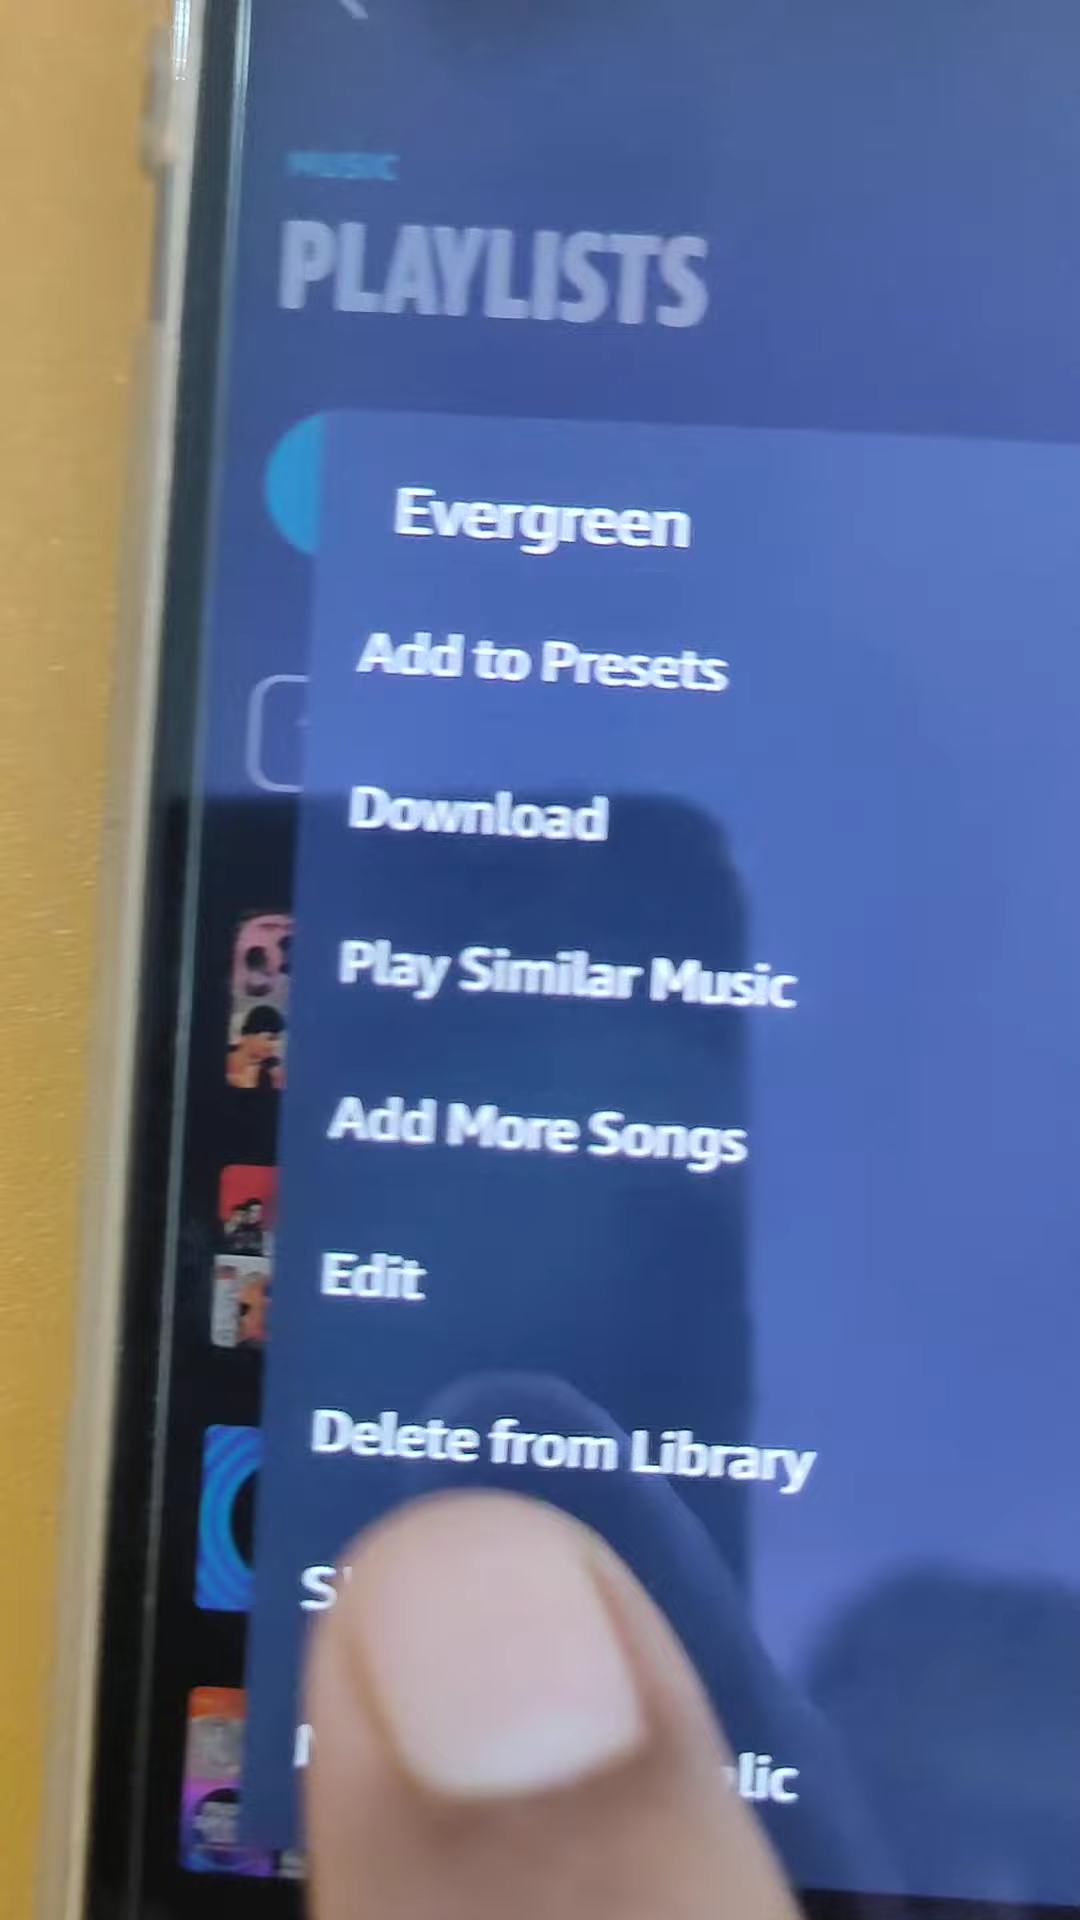 MUSIC
PLAYLISTS
Evergreen
Add to Presets
Download
Play Similar Music
Add More Songs
Edit
Delete from Library